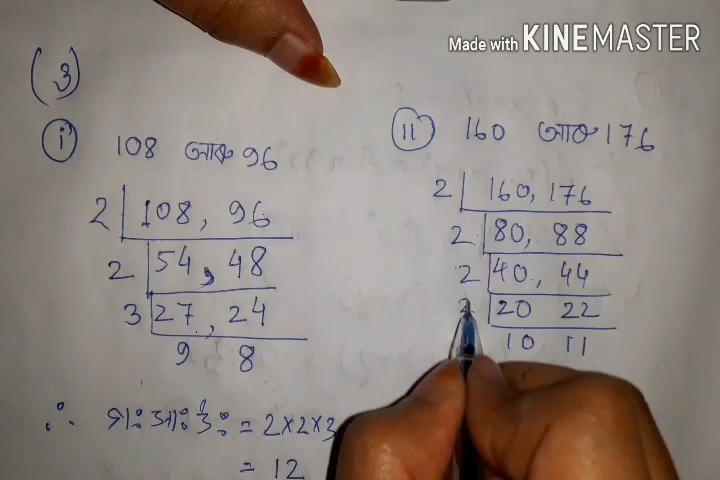 Made with KINEMASTER
(3)
(i) 108 আৰু 96
2 | 108, 96
2 | 54, 48
3 | 27, 24
9 8
∴ = 2×2×3
= 12
(ii) 160 আৰু 176
2 | 160, 176
2 | 80, 88
2 | 40, 44
2 | 20 22
10 11